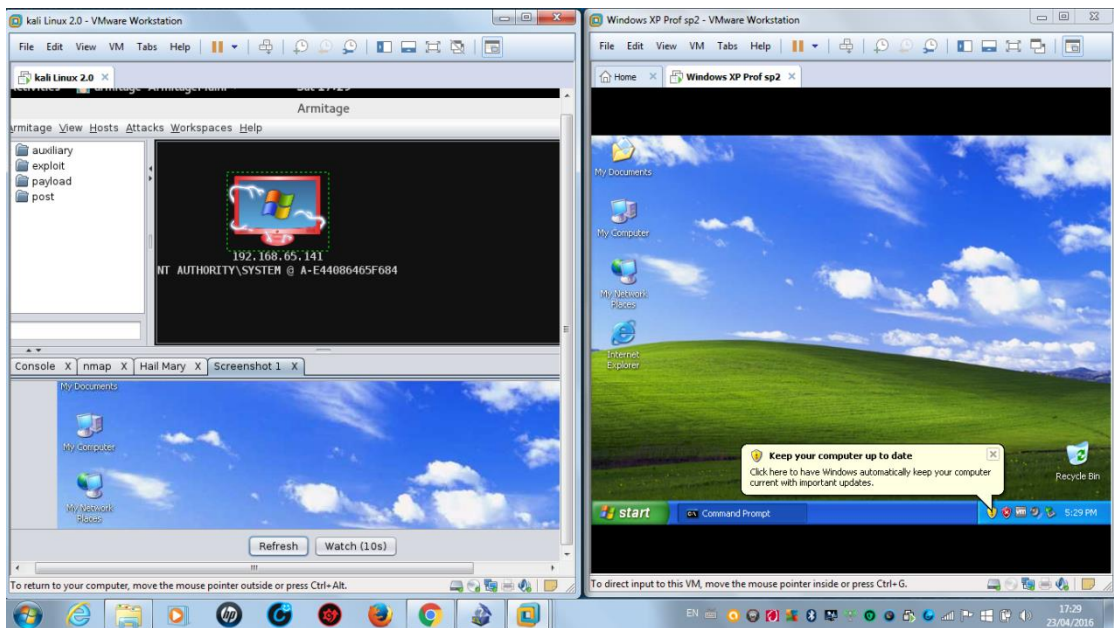 kali Linux 2.0 - VMware Workstation
File Edit View VM Tabs Help
kali Linux 2.0
Armitage
Armitage View Hosts Attacks Workspaces Help
auxiliary
exploit
payload
post
192.168.65.141
NT AUTHORITY\SYSTEM @ A-E44086465F684
Console X nmap X Hail Mary X Screenshot 1 X
My Documents
My Computer
My Network
Places
Refresh Watch (10s)
To return to your computer, move the mouse pointer outside or press Ctrl+Alt.
Windows XP Prof sp2 - VMware Workstation
File Edit View VM Tabs Help
Home Windows XP Prof sp2
My Documents
My Computer
My Network
Places
Internet
Explorer
Keep your computer up to date
Click here to have Windows automatically keep your computer
current with important updates.
Recycle Bin
start Command Prompt 5:29 PM
To direct input to this VM, move the mouse pointer inside or press Ctrl+G.
hp
EN 17:29
23/04/2016